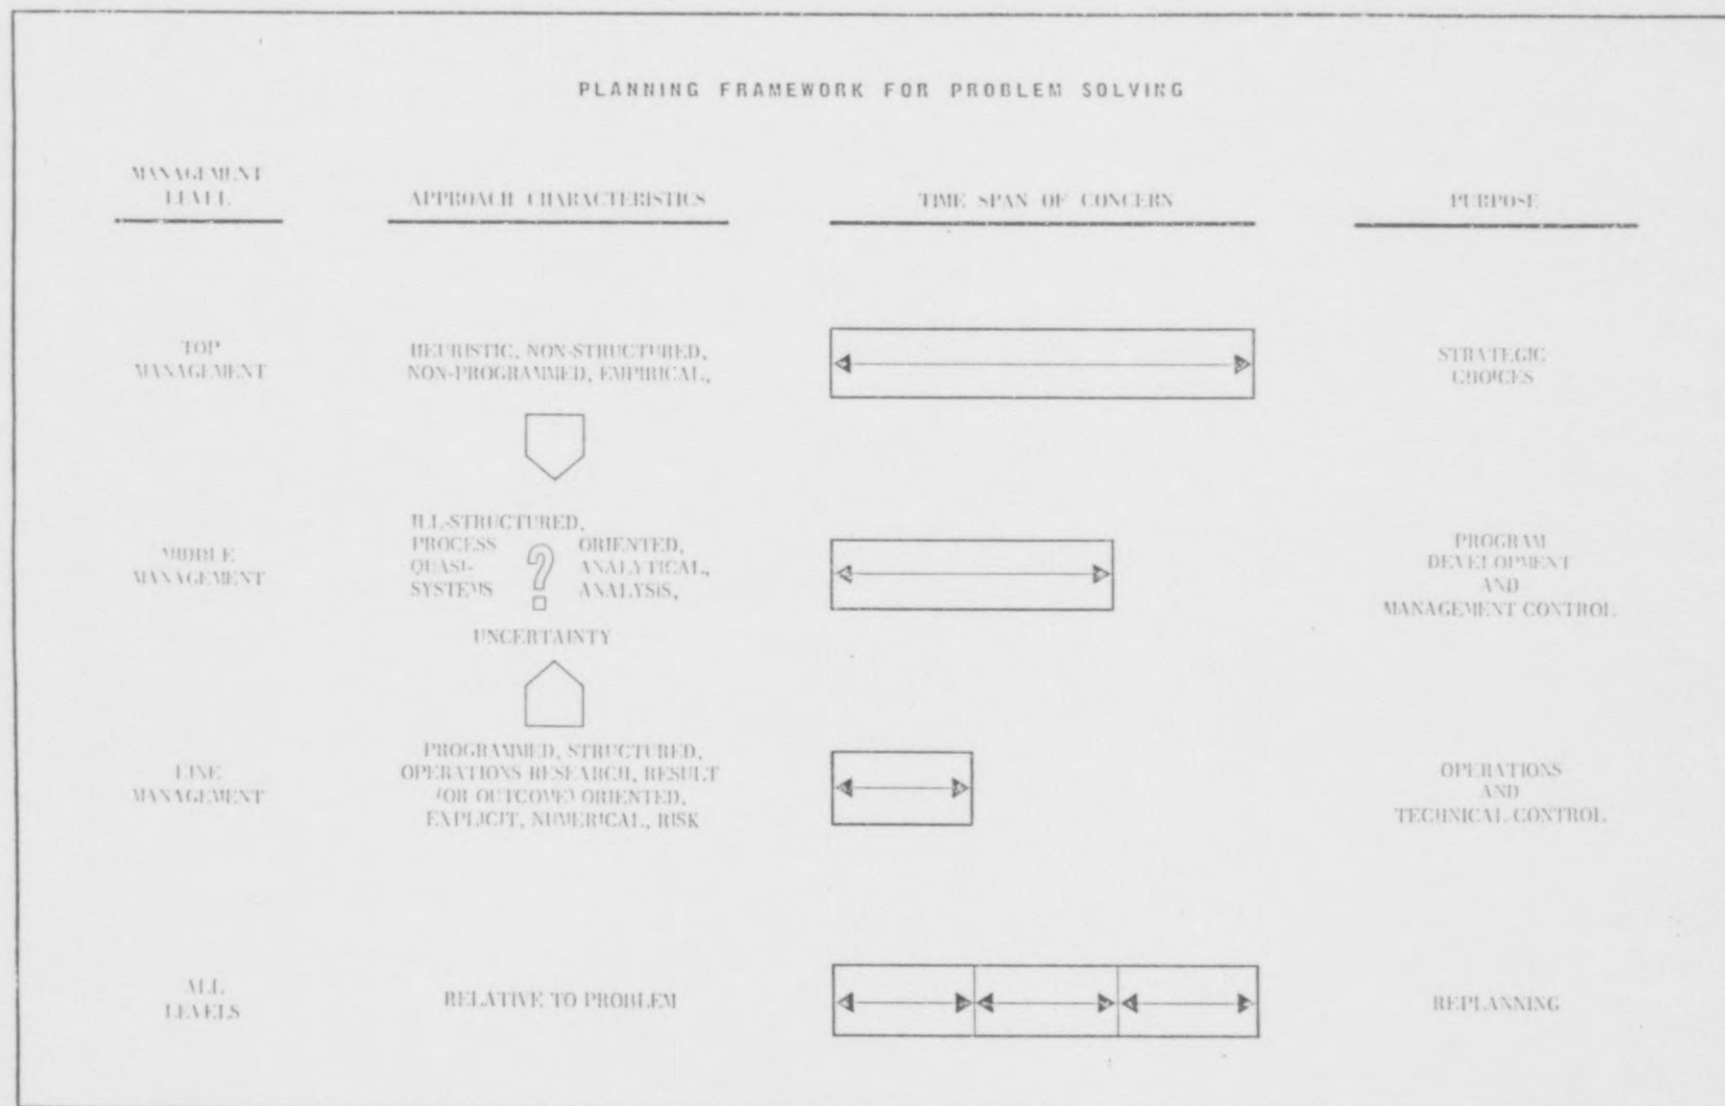 PLANNING FRAMEWORK FOR PROBLEM SOLVING
MANAGEMENT
LEVEL
APPROACH CHARACTERISTICS
TIME SPAN OF CONCERN
PURPOSE
TOP
MANAGEMENT
HEURISTIC, NON-STRUCTURED,
NON-PROGRAMMED, EMPIRICAL,
STRATEGIC
CHOICES
MIDDLE
MANAGEMENT
ILL-STRUCTURED,
PROCESS ? ORIENTED,
QUASI- ANALYTICAL,
SYSTEMS ANALYSIS,
UNCERTAINTY
PROGRAM
DEVELOPMENT
AND
MANAGEMENT CONTROL
LINE
MANAGEMENT
PROGRAMMED, STRUCTURED,
OPERATIONS RESEARCH, RESULT
(OR OUTCOME) ORIENTED,
EXPLICIT, NUMERICAL, RISK
OPERATIONS
AND
TECHNICAL CONTROL
ALL
LEVELS
RELATIVE TO PROBLEM
REPLANNING